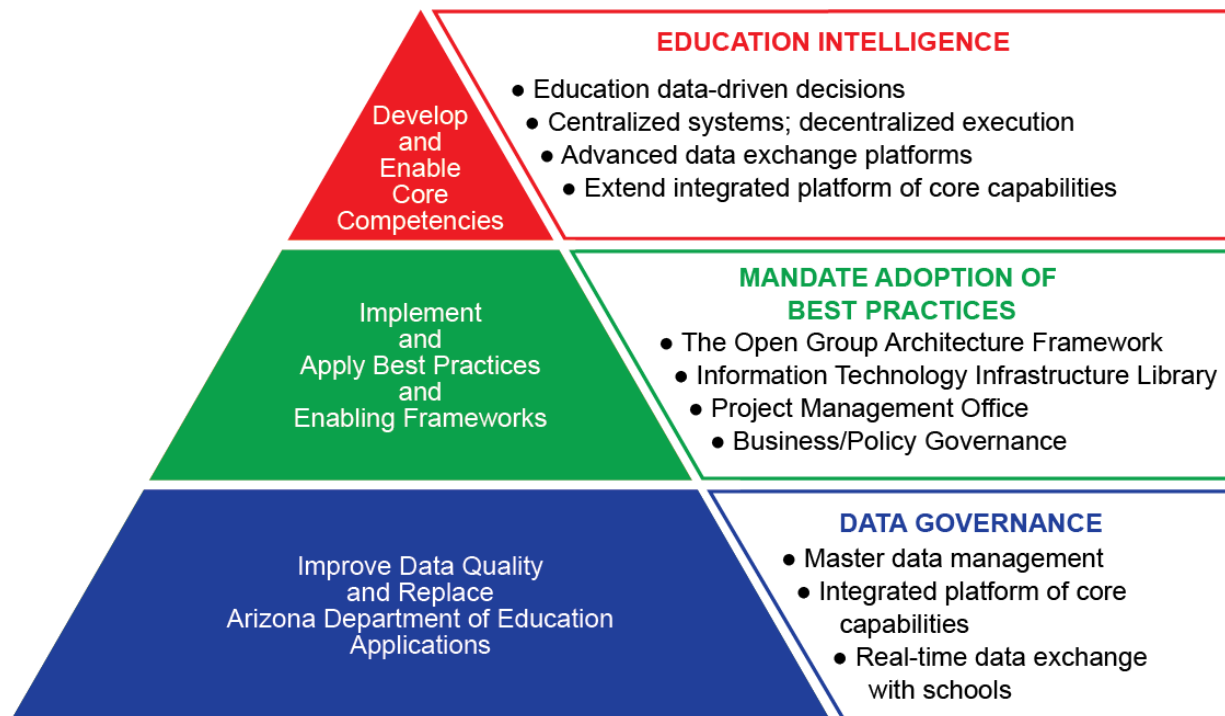 EDUCATION INTELLIGENCE
● Education data-driven decisions
● Centralized systems; decentralized execution
● Advanced data exchange platforms
● Extend integrated platform of core capabilities
Develop
and
Enable
Core
Competencies
MANDATE ADOPTION OF
BEST PRACTICES
● The Open Group Architecture Framework
● Information Technology Infrastructure Library
● Project Management Office
● Business/Policy Governance
Implement
and
Apply Best Practices
and
Enabling Frameworks
DATA GOVERNANCE
● Master data management
● Integrated platform of core
capabilities
● Real-time data exchange
with schools
Improve Data Quality
and Replace
Arizona Department of Education
Applications